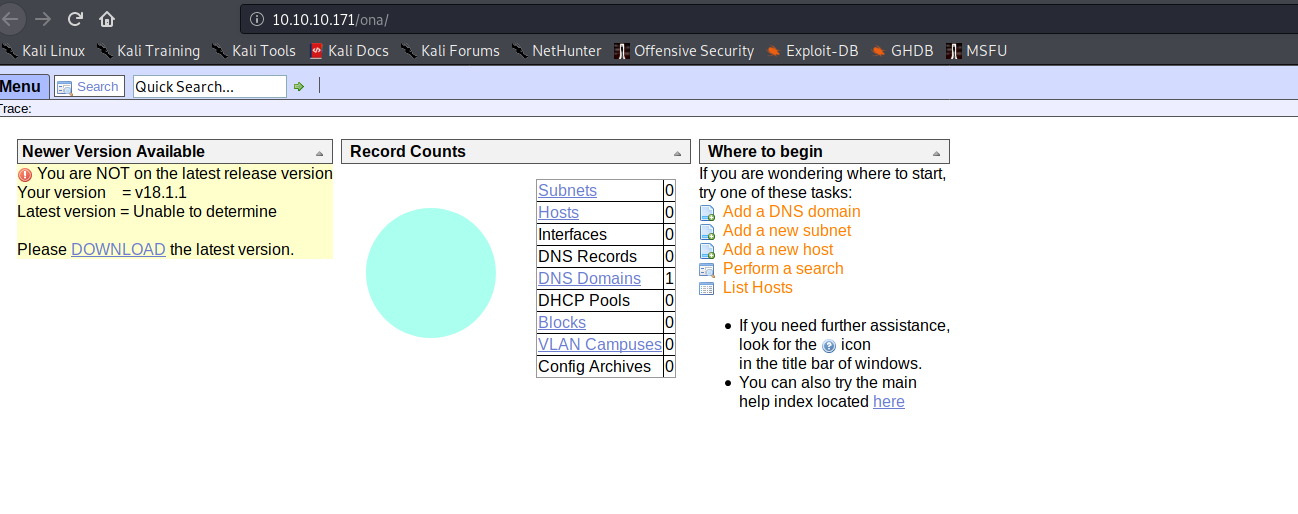 10.10.10.171/ona/
Kali Linux Kali Training Kali Tools Kali Docs Kali Forums NetHunter Offensive Security Exploit-DB GHDB MSFU
Menu Search Quick Search...
Trace:
Newer Version Available
You are NOT on the latest release version
Your version = v18.1.1
Latest version = Unable to determine
Please DOWNLOAD the latest version.
Record Counts
Subnets 0
Hosts 0
Interfaces 0
DNS Records 0
DNS Domains 1
DHCP Pools 0
Blocks 0
VLAN Campuses 0
Config Archives 0
Where to begin
If you are wondering where to start,
try one of these tasks:
Add a DNS domain
Add a new subnet
Add a new host
Perform a search
List Hosts
• If you need further assistance,
look for the icon
in the title bar of windows.
• You can also try the main
help index located here